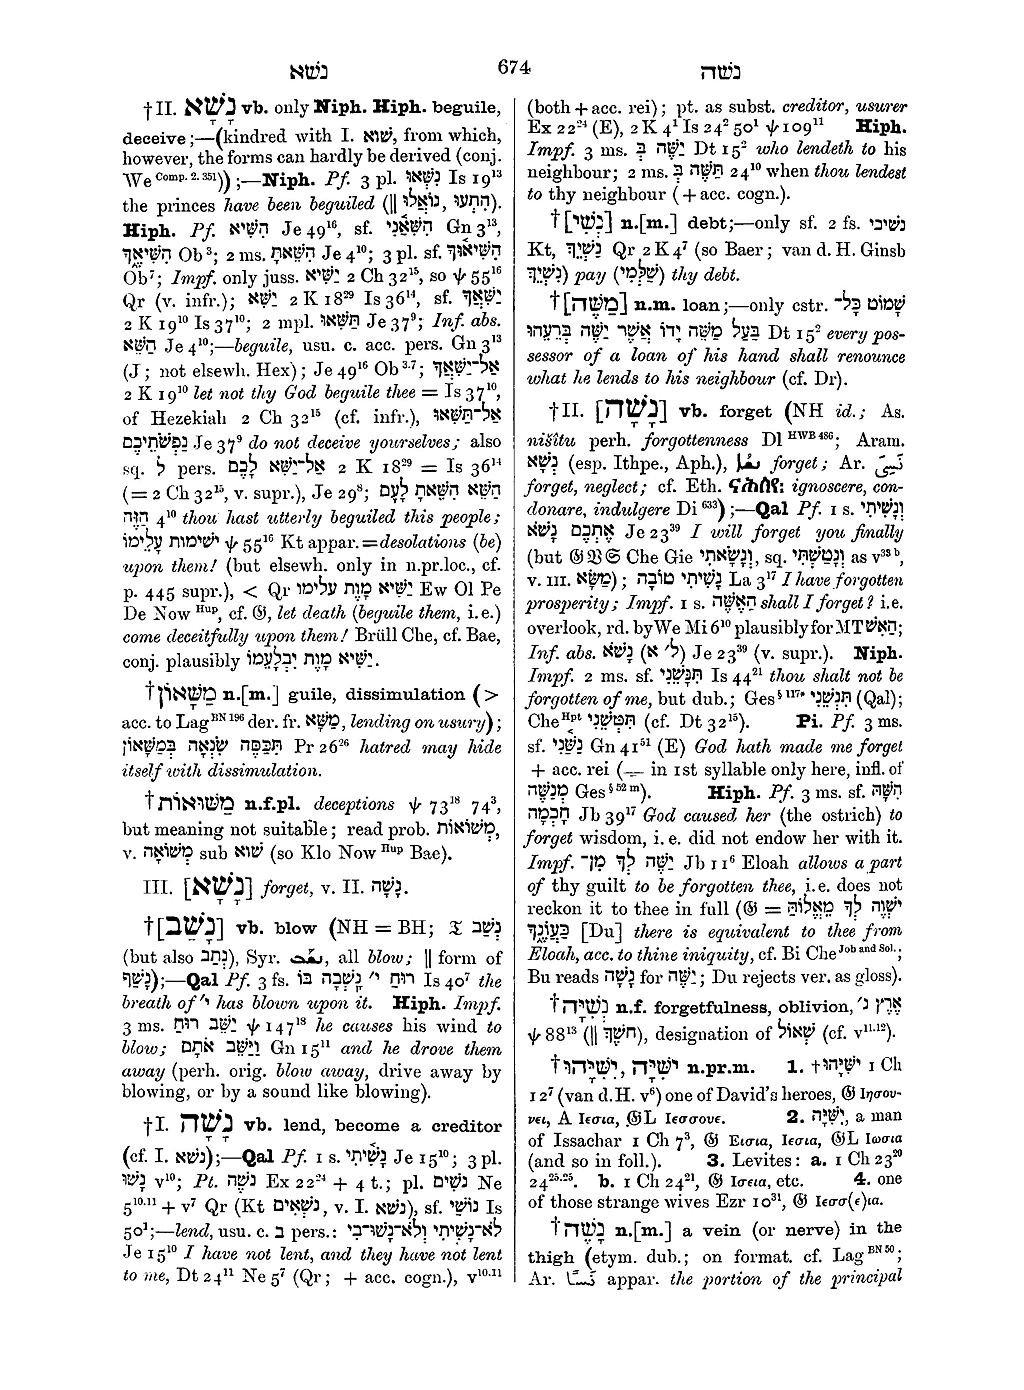 נשׁא
674
נשׁה
†II. נָשָׁא vb. only Niph. Hiph. beguile,
deceive;—(kindred with I. שׁוא, from which,
however, the forms can hardly be derived (conj.
We Comp. 2. 351));—Niph. Pf. 3 pl. נִשְּׁאוּ Is 19¹³
the princes have been beguiled (|| הִתְעוּ, נוֹאֲלוּ).
Hiph. Pf. הִשִּׁיא Je 49¹⁶, sf. הִשִּׁיאַנִי Gn 3¹³,
הִשִּׁיאֶךָ Ob³; 2 ms. הִשֵּׁאתָ Je 4¹⁰; 3 pl. sf. הִשִּׁיאוּךָ
Ob⁷; Impf. only juss. יַשִּׁיא 2 Ch 32¹⁵, so ψ 55¹⁶
Qr (v. infr.); יַשִּׁא 2 K 18²⁹ Is 36¹⁴, sf. יַשִּׁאֲךָ
2 K 19¹⁰ Is 37¹⁰; 2 mpl. תַּשִּׁאוּ Je 37⁹; Inf. abs.
הַשֵּׁא Je 4¹⁰;—beguile, usu. c. acc. pers. Gn 3¹³
(J; not elsewh. Hex); Je 49¹⁶ Ob³·⁷; אַל־יַשִּׁאֲךָ
2 K 19¹⁰ let not thy God beguile thee = Is 37¹⁰,
of Hezekiah 2 Ch 32¹⁵ (cf. infr.), אַל־תַּשִּׁאוּ
נַפְשֹׁתֵיכֶם Je 37⁹ do not deceive yourselves; also
sq. לְ pers. אַל־יַשִּׁא לָכֶם 2 K 18²⁹ = Is 36¹⁴
(= 2 Ch 32¹⁵, v. supr.), Je 29⁸; הַשֵּׁא הִשֵּׁאתָ לָעָם
הַזֶּה 4¹⁰ thou hast utterly beguiled this people;
יְשִׁימוֹת עָלֵימוֹ ψ 55¹⁶ Kt appar. = desolations (be)
upon them! (but elsewh. only in n.pr.loc., cf.
p. 445 supr.), < Qr יַשִּׁיא מָוֶת עלימו Ew Ol Pe
De Now Hup, cf. 𝔊, let death (beguile them, i.e.)
come deceitfully upon them! Brüll Che, cf. Bae,
conj. plausibly יַשִּׁיא מָוֶת יִבְלָעֵמוֹ.
†מַשָּׁאוֹן n.[m.] guile, dissimulation (>
acc. to Lag BN 196 der. fr. מַשָּׁא, lending on usury);
תִּכַּסֶּה שִׂנְאָה בְּמַשָּׁאוֹן Pr 26²⁶ hatred may hide
itself with dissimulation.
†מַשּׁוּאוֹת n.f.pl. deceptions ψ 73¹⁸ 74³,
but meaning not suitable; read prob. מְשׁוֹאוֹת,
v. מְשׁוֹאָה sub שׁוא (so Klo Now Hup Bae).
III. [נָשָׁא] forget, v. II. נָשָׁה.
†[נָשַׁב] vb. blow (NH = BH; 𝔗 נְשַׁב
(but also נְתַב), Syr. , all blow; || form of
נָשַׁף);—Qal Pf. 3 fs. רוּחַ י׳ נָשְׁבָה בּוֹ Is 40⁷ the
breath of י׳ has blown upon it. Hiph. Impf.
3 ms. יַשֵּׁב רוּחוֹ ψ 147¹⁸ he causes his wind to
blow; וַיַּשֵּׁב אֹתָם Gn 15¹¹ and he drove them
away (perh. orig. blow away, drive away by
blowing, or by a sound like blowing).
†I. נָשָׁה vb. lend, become a creditor
(cf. I. נשׁא);—Qal Pf. 1 s. נָשִׁיתִי Je 15¹⁰; 3 pl.
נָשׁוּ v¹⁰; Pt. נֹשֶׁה Ex 22²⁴ + 4 t.; pl. נֹשִׁים Ne
5¹⁰·¹¹ + v⁷ Qr (Kt נֹשְׁאִים, v. I. נשׁא), sf. נוֹשַׁי Is
50¹;—lend, usu. c. בְּ pers.: לֹא־נָשִׁיתִי וְלֹא־נָשׁוּ־בִי
Je 15¹⁰ I have not lent, and they have not lent
to me, Dt 24¹¹ Ne 5⁷ (Qr; + acc. cogn.), v¹⁰·¹¹
(both + acc. rei); pt. as subst. creditor, usurer
Ex 22²⁴ (E), 2 K 4¹ Is 24² 50¹ ψ 109¹¹ Hiph.
Impf. 3 ms. יַשֶּׁה בְּ Dt 15² who lendeth to his
neighbour; 2 ms. תַּשֶּׁה בְּ 24¹⁰ when thou lendest
to thy neighbour (+ acc. cogn.).
†[נְשִׁי] n.[m.] debt;—only sf. 2 fs. נשיכי
Kt, נִשְׁיֵךְ Qr 2 K 4⁷ (so Baer; van d. H. Ginsb
נִשְׁיֵךְ) pay (שַׁלְּמִי) thy debt.
†[מַשֶּׁה] n.m. loan;—only cstr. שָׁמוֹט כָּל־
בַּעַל מַשֵּׁה יָדוֹ אֲשֶׁר יַשֶּׁה בְּרֵעֵהוּ Dt 15² every pos-
sessor of a loan of his hand shall renounce
what he lends to his neighbour (cf. Dr).
†II. [נָשָׁה] vb. forget (NH id.; As.
nišîtu perh. forgottenness Dl HWB 486; Aram.
נְשָׁא (esp. Ithpe., Aph.), forget; Ar. نَسِىَ
forget, neglect; cf. Eth. ignoscere, con-
donare, indulgere Di 633);—Qal Pf. 1 s. וְנָשִׁיתִי
אֶתְכֶם נָשֹׁא Je 23³⁹ I will forget you finally
(but 𝔊 𝔙 𝔖 Che Gie וְנָשָׂאתִי, sq. וְנָטַשְׁתִּי as v³³ᵇ,
v. III. מַשָּׂא); נָשִׁיתִי טוֹבָה La 3¹⁷ I have forgotten
prosperity; Impf. 1 s. הַאֶשֶּׁה shall I forget? i.e.
overlook, rd. by We Mi 6¹⁰ plausibly for MT הַאִשׁ;
Inf. abs. נָשֹׁא (ל׳ א) Je 23³⁹ (v. supr.). Niph.
Impf. 2 ms. sf. תִּנָּשֵׁנִי Is 44²¹ thou shalt not be
forgotten of me, but dub.; Ges § 117* תִּנְשֵׁנִי (Qal);
Che Hpt תִּטְּשֵׁנִי (cf. Dt 32¹⁵). Pi. Pf. 3 ms.
sf. נַשַּׁנִי Gn 41⁵¹ (E) God hath made me forget
+ acc. rei (— in 1st syllable only here, infl. of
מְנַשֶּׁה Ges § 52 m). Hiph. Pf. 3 ms. sf. הִשָּׁהּ
חָכְמָה Jb 39¹⁷ God caused her (the ostrich) to
forget wisdom, i.e. did not endow her with it.
Impf. יַשֶּׁה לְךָ מִן־ Jb 11⁶ Eloah allows a part
of thy guilt to be forgotten thee, i.e. does not
reckon it to thee in full (𝔊 = יִשְׁוֶה לְךָ מֵאֱלוֹהַּ
כַּעֲוֹנֶךָ [Du] there is equivalent to thee from
Eloah, acc. to thine iniquity, cf. Bi Che Job and Sol.;
Bu reads נָשָׁה for יַשֶּׁה; Du rejects ver. as gloss).
†נְשִׁיָּה n.f. forgetfulness, oblivion, אֶרֶץ נ׳
ψ 88¹³ (|| חֹשֶׁךְ), designation of שְׁאוֹל (cf. v¹¹·¹²).
†יִשִּׁיָּה, יִשִּׁיָּהוּ n.pr.m. 1. †יִשִּׁיָּהוּ 1 Ch
12⁷ (van d.H. v⁶) one of David's heroes, 𝔊 Ιησου-
νει, A Ιεσια, 𝔊L Ιεσσουε. 2. יִשִּׁיָּה, a man
of Issachar 1 Ch 7³, 𝔊 Εισια, Ιεσια, 𝔊L Ιωσια
(and so in foll.). 3. Levites: a. 1 Ch 23²⁰
24²⁵·²⁵. b. 1 Ch 24²¹, 𝔊 Ισεια, etc. 4. one
of those strange wives Ezr 10³¹, 𝔊 Ιεσσ(ε)ια.
†נָשֶׁה n.[m.] a vein (or nerve) in the
thigh (etym. dub.; on format. cf. Lag BN 50;
Ar. appar. the portion of the principal